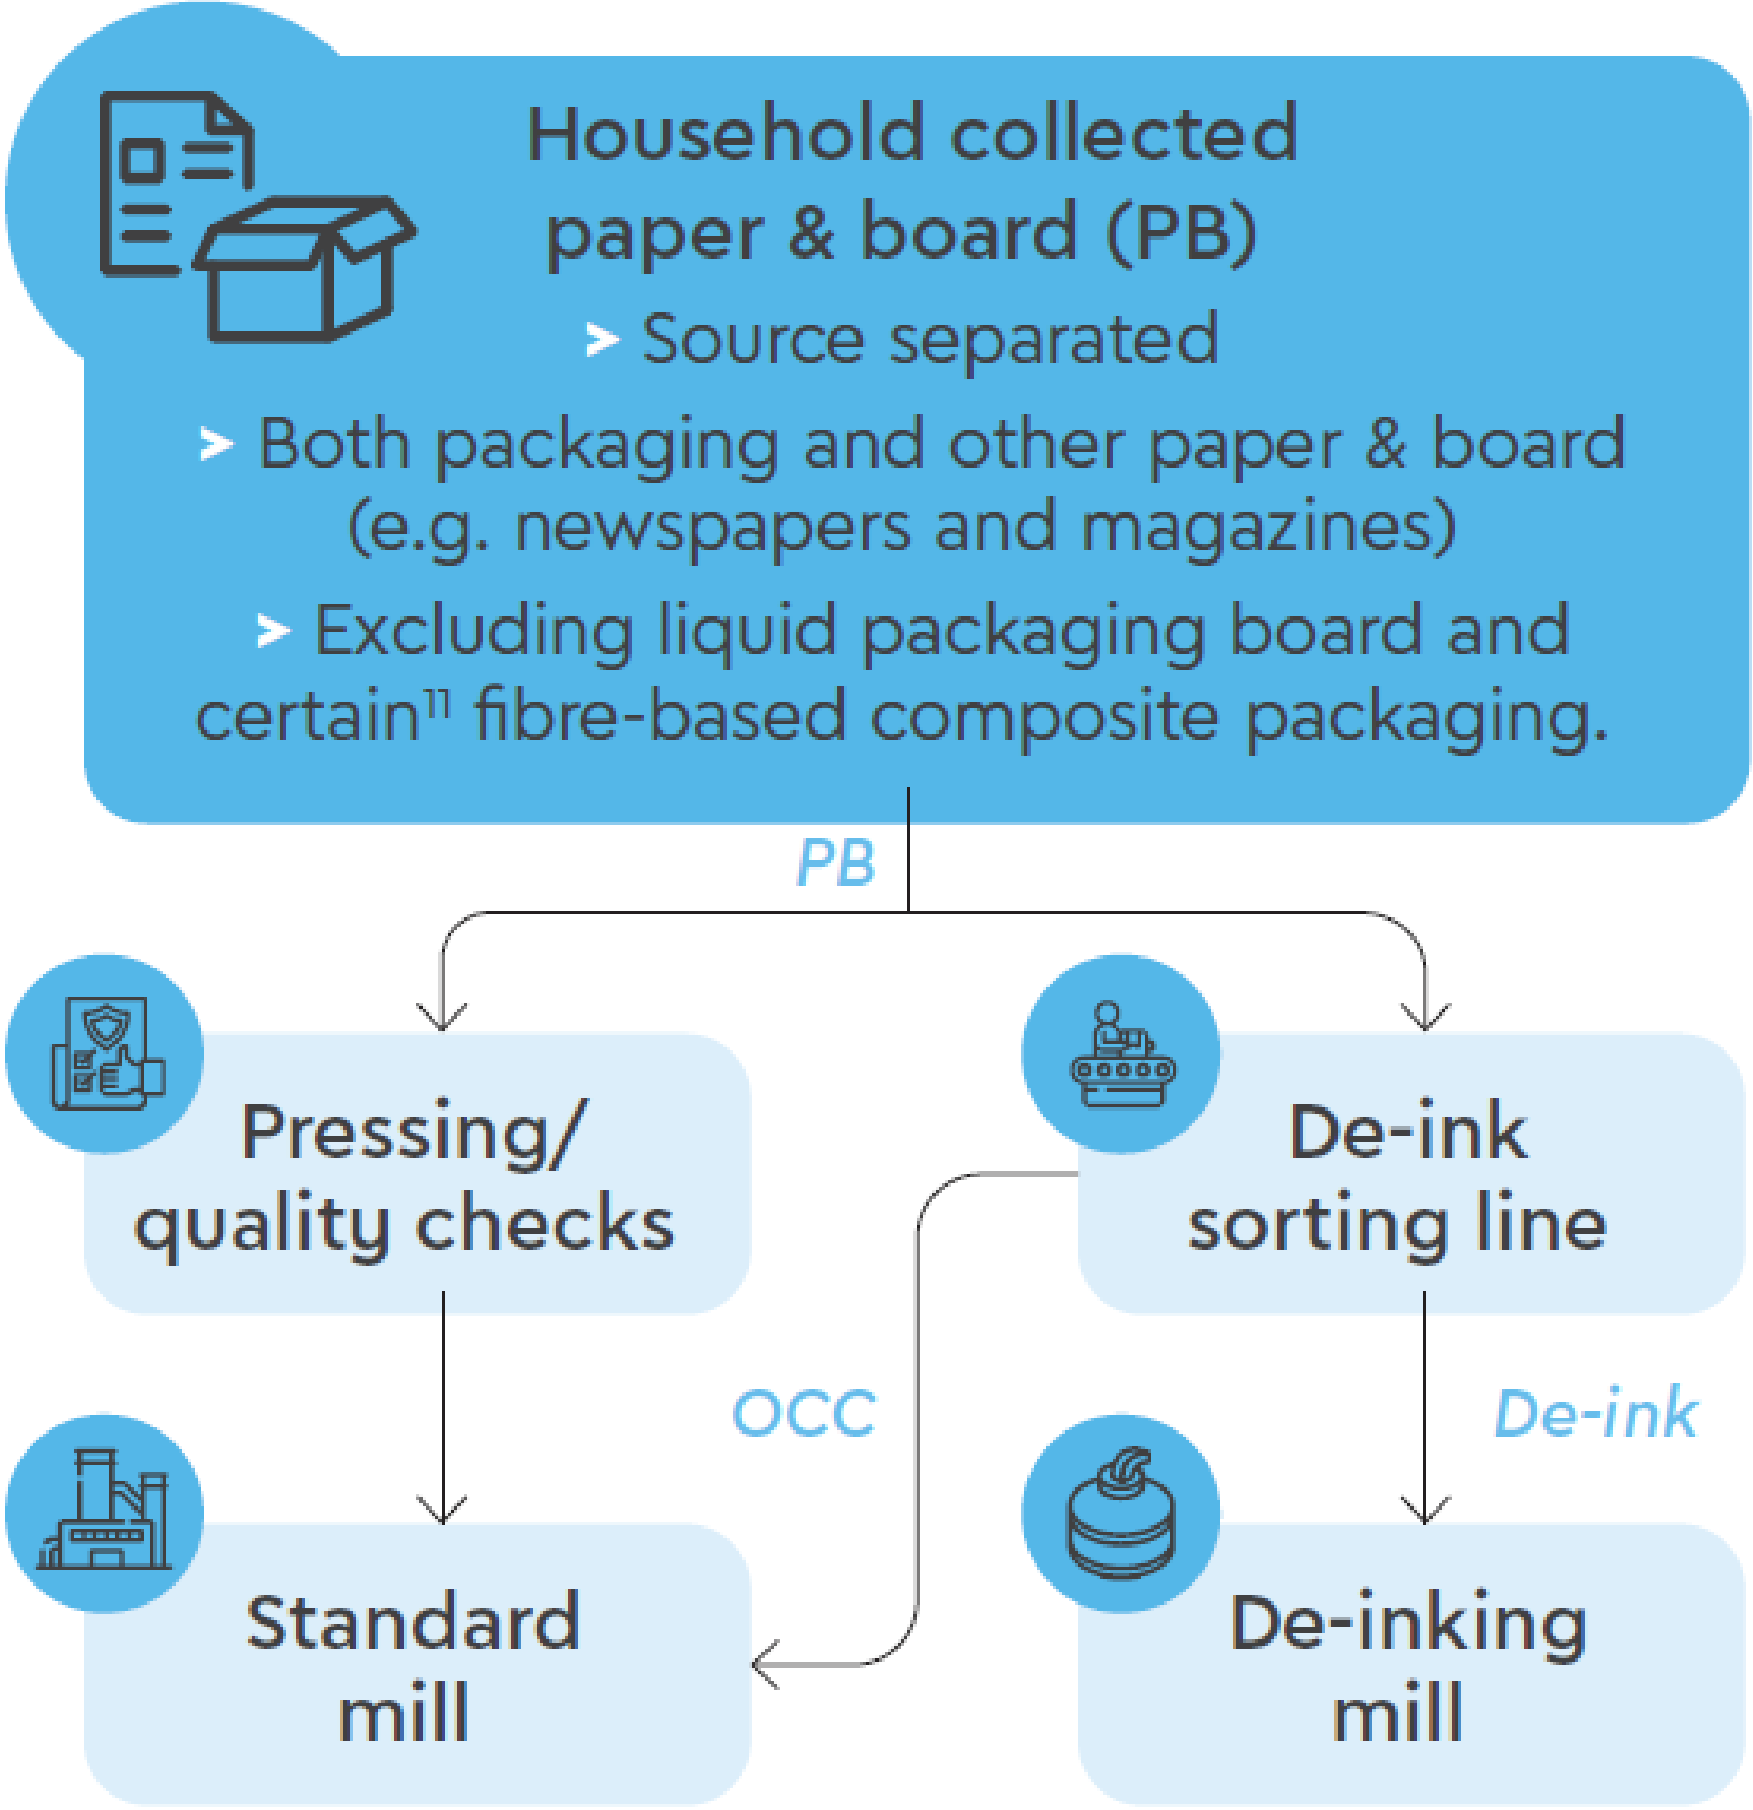 Household collected
paper & board (PB)
> Source separated
> Both packaging and other paper & board
(e.g. newspapers and magazines)
> Excluding liquid packaging board and
certain¹¹ fibre-based composite packaging.
PB
Pressing/
quality checks
De-ink
sorting line
OCC
De-ink
Standard
mill
De-inking
mill